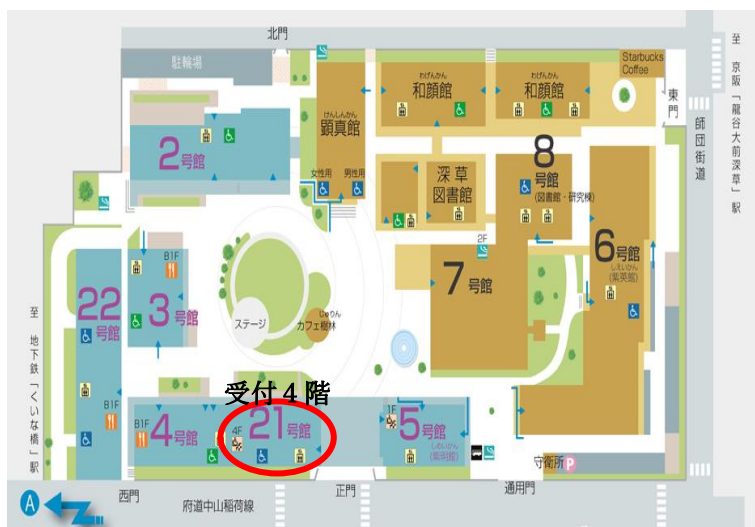 北門
駐輪場
Starbucks
Coffee
至 京阪「龍谷大前深草」駅
東門
師団街道
わげんかん
和顔館
わげんかん
和顔館
けんしんかん
顕真館
女性用
男性用
2号館
深草
図書館
8
号館
(図書館・研究棟)
2F
7号館
6号館
しえいかん
(紫英館)
22
号館
B1F
3号館
ステージ
じゅりん
カフェ樹林
至 地下鉄「くいな橋」駅
受付4階
B1F
B1F
4号館
4F
21号館
1F
5号館
しめいかん
(紫明館)
守衛所
P
A
西門
府道中山稲荷線
正門
通用門